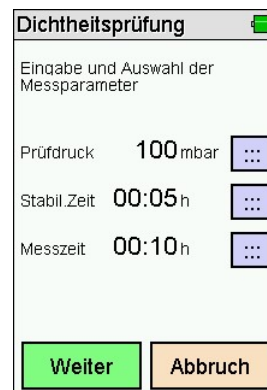 Dichtheitsprüfung
Eingabe und Auswahl der
Messparameter
Prüfdruck 100 mbar :::
Stabil.Zeit 00:05 h :::
Messzeit 00:10 h :::
Weiter Abbruch